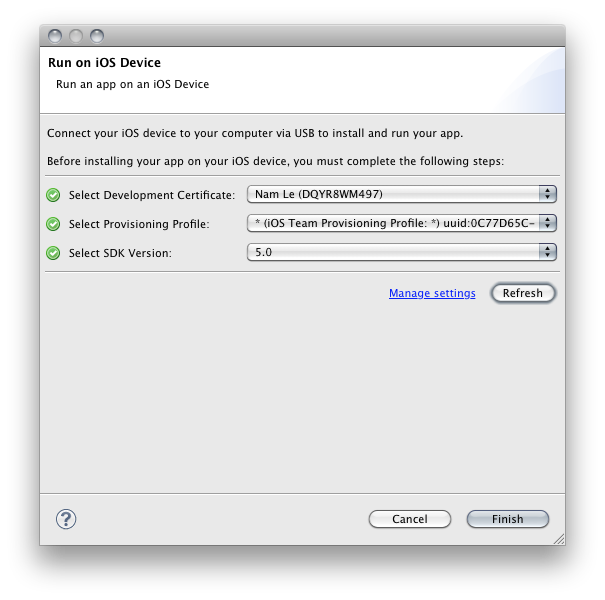 Run on iOS Device
Run an app on an iOS Device
Connect your iOS device to your computer via USB to install and run your app.
Before installing your app on your iOS device, you must complete the following steps:
Select Development Certificate: Nam Le (DQYR8WM497)
Select Provisioning Profile: * (iOS Team Provisioning Profile: *) uuid:0C77D65C-
Select SDK Version: 5.0
Manage settings Refresh
? Cancel Finish